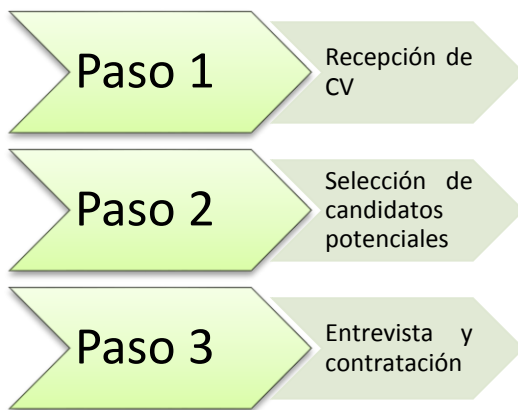 Paso 1
Recepción de
CV
Paso 2
Selección de
candidatos
potenciales
Paso 3
Entrevista y
contratación